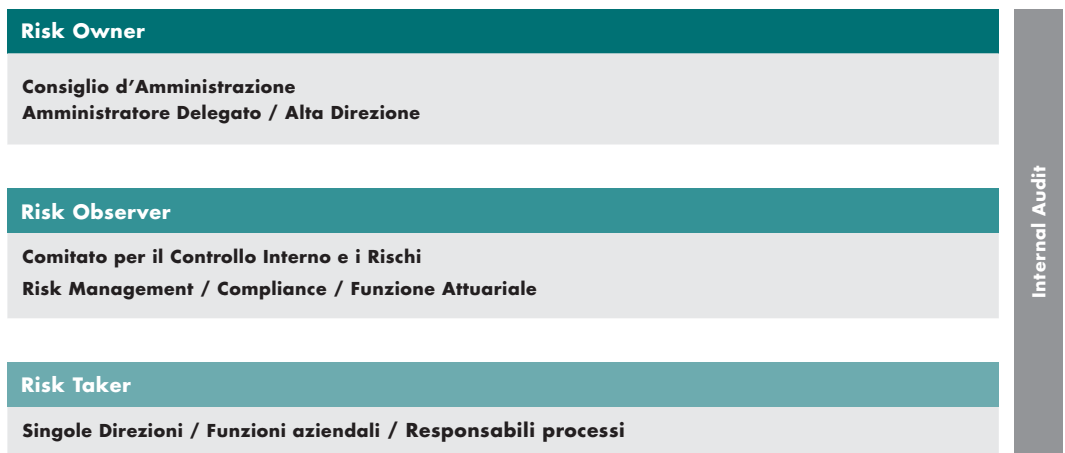 Risk Owner
Consiglio d’Amministrazione
Amministratore Delegato / Alta Direzione
Risk Observer
Comitato per il Controllo Interno e i Rischi
Risk Management / Compliance / Funzione Attuariale
Risk Taker
Singole Direzioni / Funzioni aziendali / Responsabili processi
Internal Audit